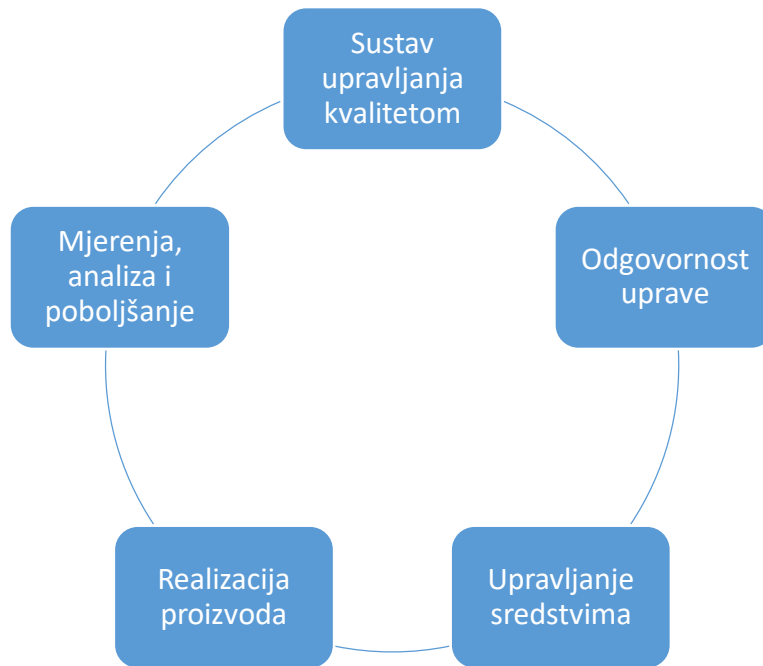 Sustav
upravljanja
kvalitetom
Odgovornost
uprave
Upravljanje
sredstvima
Realizacija
proizvoda
Mjerenja,
analiza i
poboljšanje